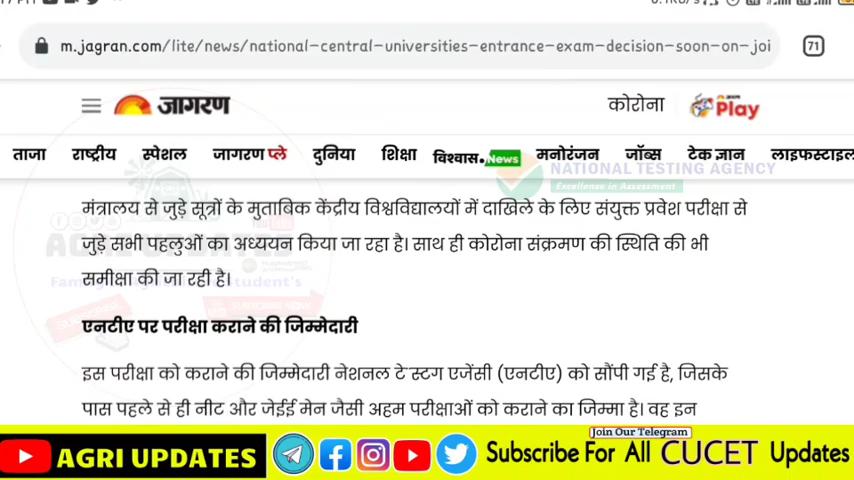 m.jagran.com/lite/news/national-central-universities-entrance-exam-decision-soon-on-joi
71
जागरण
कोरोना
Play
ताजा राष्ट्रीय स्पेशल जागरण प्ले दुनिया शिक्षा विश्वास News मनोरंजन जॉब्स टेक ज्ञान लाइफस्टाइल
NATIONAL TESTING AGENCY
Excellence in Assessment
मंत्रालय से जुड़े सूत्रों के मुताबिक केंद्रीय विश्वविद्यालयों में दाखिले के लिए संयुक्त प्रवेश परीक्षा से
जुड़े सभी पहलुओं का अध्ययन किया जा रहा है। साथ ही कोरोना संक्रमण की स्थिति की भी
समीक्षा की जा रही है।
AGRI UPDATES
एनटीए पर परीक्षा कराने की जिम्मेदारी
इस परीक्षा को कराने की जिम्मेदारी नेशनल टेस्टिंग एजेंसी (एनटीए) को सौंपी गई है, जिसके
पास पहले से ही नीट और जेईई मेन जैसी अहम परीक्षाओं को कराने का जिम्मा है। वह इन
Join Our Telegram
AGRI UPDATES
Subscribe For All CUCET Updates